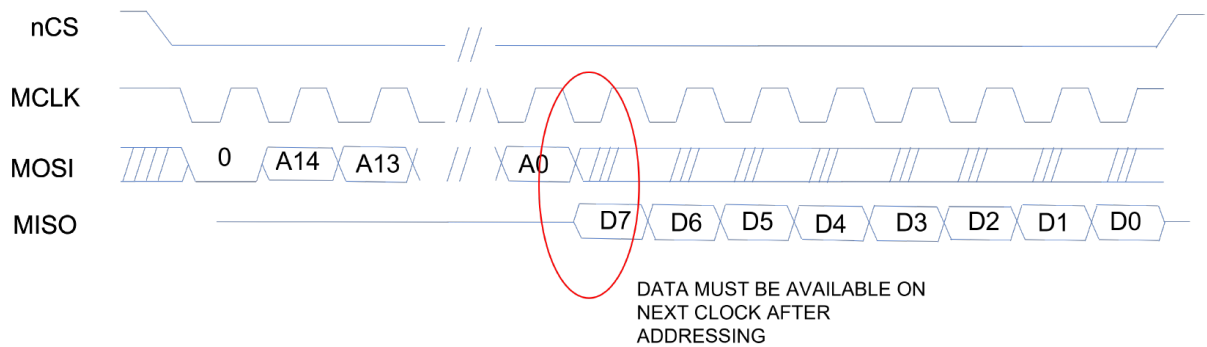 nCS
MCLK
MOSI 0 A14 A13 A0
MISO D7 D6 D5 D4 D3 D2 D1 D0
DATA MUST BE AVAILABLE ON
NEXT CLOCK AFTER
ADDRESSING